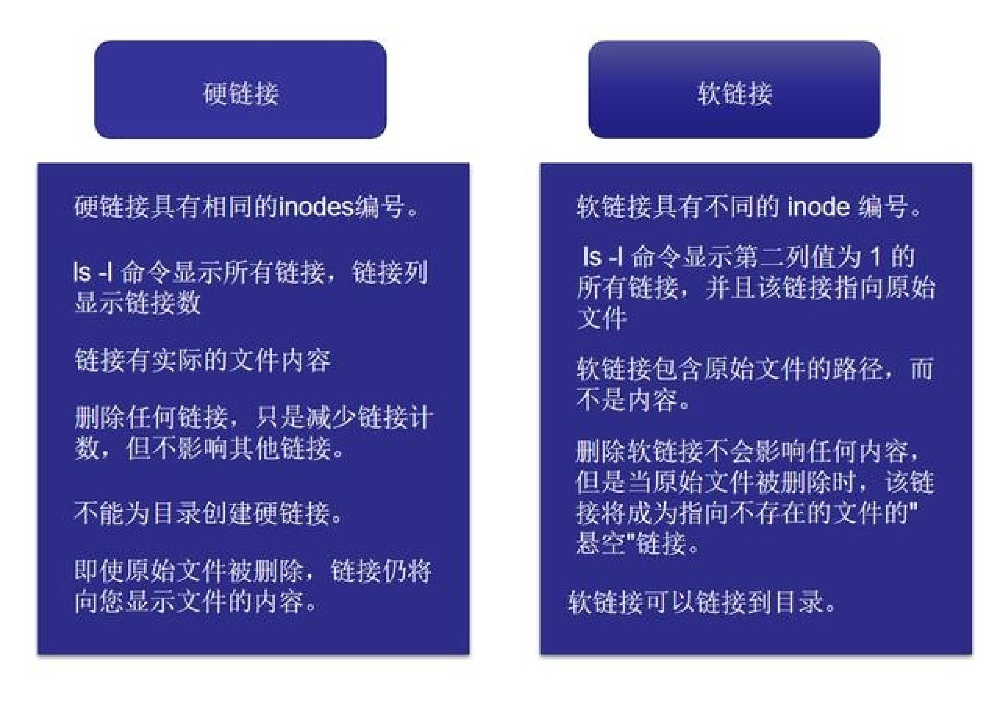 硬链接
硬链接具有相同的inodes编号。
ls -l 命令显示所有链接，链接列
显示链接数
链接有实际的文件内容
删除任何链接，只是减少链接计
数，但不影响其他链接。
不能为目录创建硬链接。
即使原始文件被删除，链接仍将
向您显示文件的内容。
软链接
软链接具有不同的 inode 编号。
ls -l 命令显示第二列值为 1 的
所有链接，并且该链接指向原始
文件
软链接包含原始文件的路径，而
不是内容。
删除软链接不会影响任何内容，
但是当原始文件被删除时，该链
接将成为指向不存在的文件的"
悬空"链接。
软链接可以链接到目录。